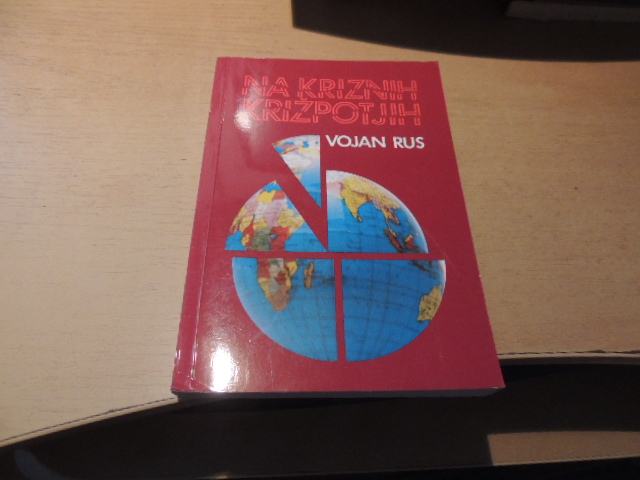 NA KRIZNIH
KRIŽPOTJIH
VOJAN RUS